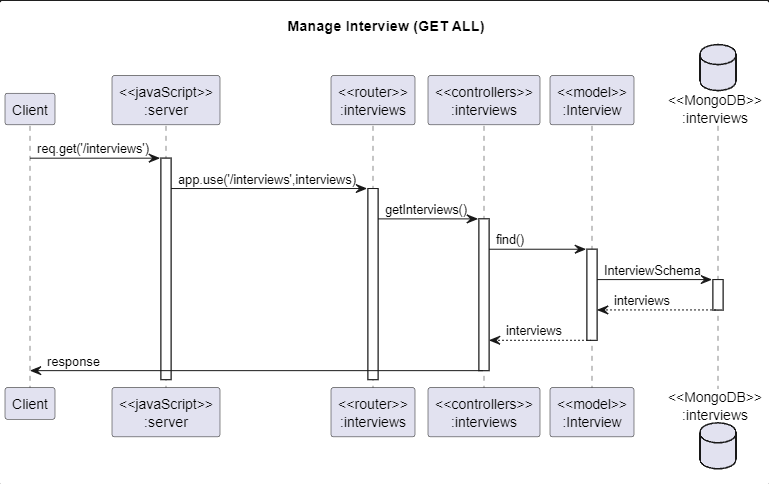 Manage Interview (GET ALL)
Client
<<javaScript>>
:server
<<router>>
:interviews
<<controllers>>
:interviews
<<model>>
:Interview
<<MongoDB>>
:interviews
req.get('/interviews')
app.use('/interviews',interviews)
getInterviews()
find()
InterviewSchema
interviews
interviews
response
Client
<<javaScript>>
:server
<<router>>
:interviews
<<controllers>>
:interviews
<<model>>
:Interview
<<MongoDB>>
:interviews